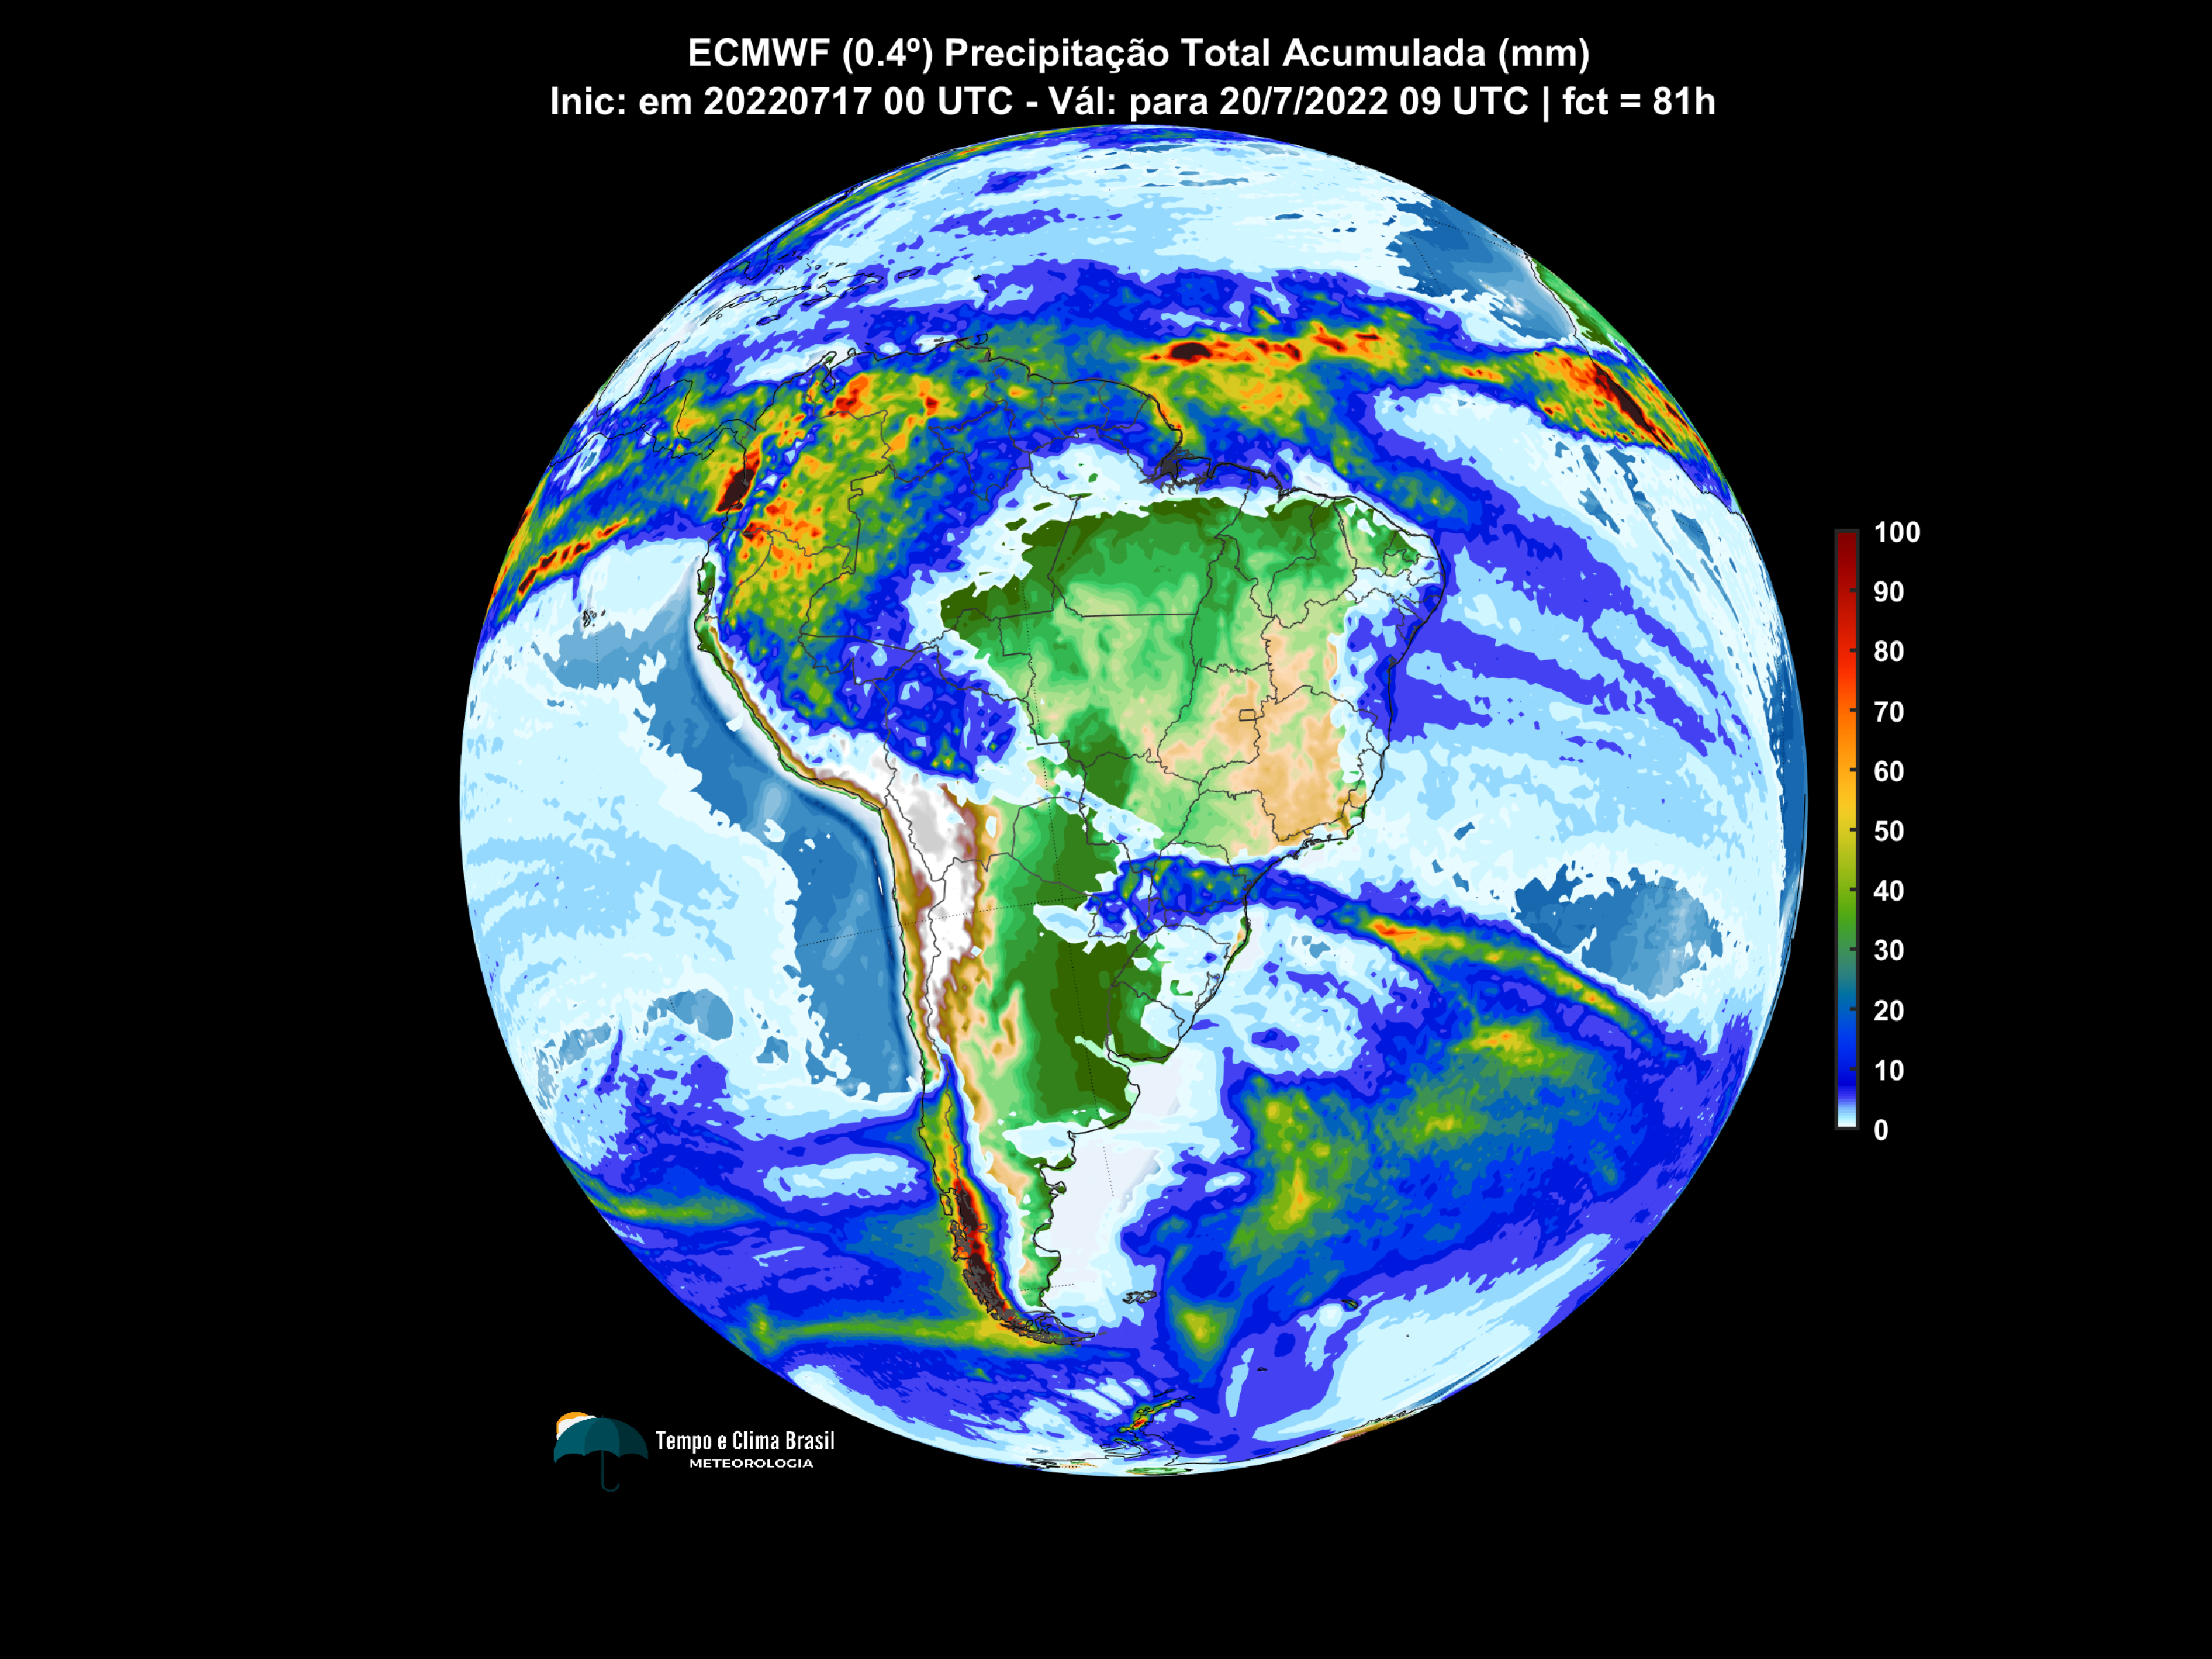 ECMWF (0.4º) Precipitação Total Acumulada (mm)
Inic: em 20220717 00 UTC - Vál: para 20/7/2022 09 UTC | fct = 81h
100
90
80
70
60
50
40
30
20
10
0
Tempo e Clima Brasil
METEOROLOGIA